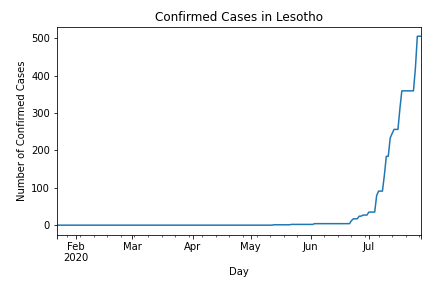 Confirmed Cases in Lesotho
Number of Confirmed Cases
500
400
300
200
100
0
Feb Mar Apr May Jun Jul
2020
Day